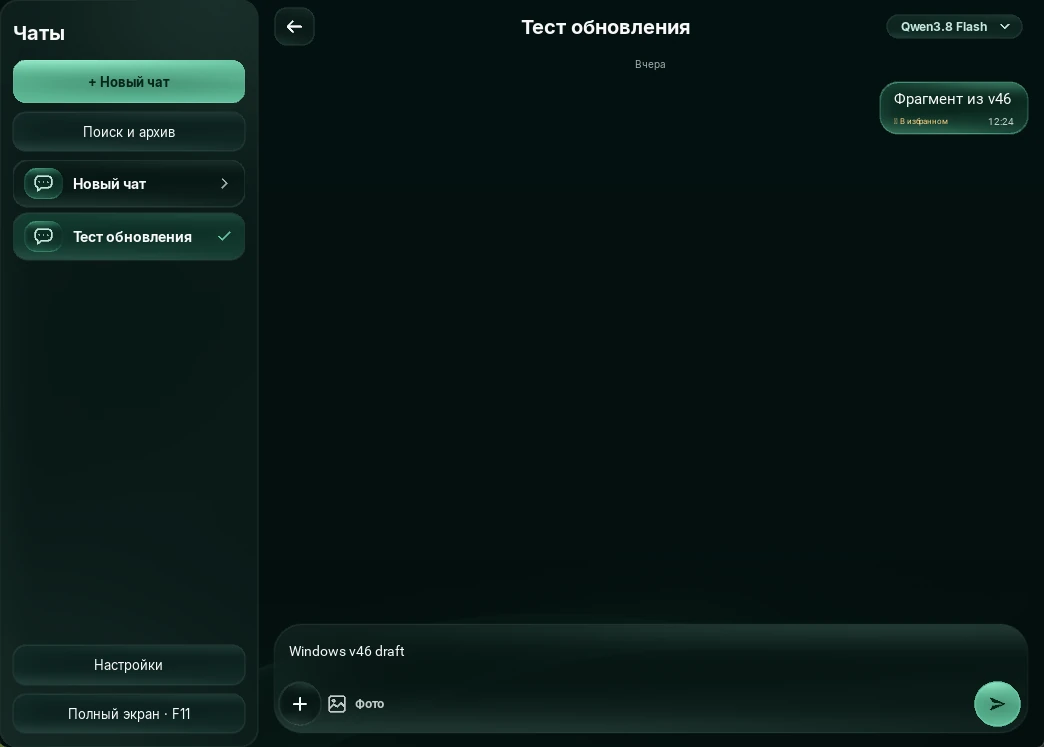 Чаты
+ Новый чат
Поиск и архив
Новый чат
Тест обновления
Настройки
Полный экран · F11
Тест обновления
Qwen3.8 Flash
Вчера
Фрагмент из v46
В избранном 12:24
Windows v46 draft
Фото